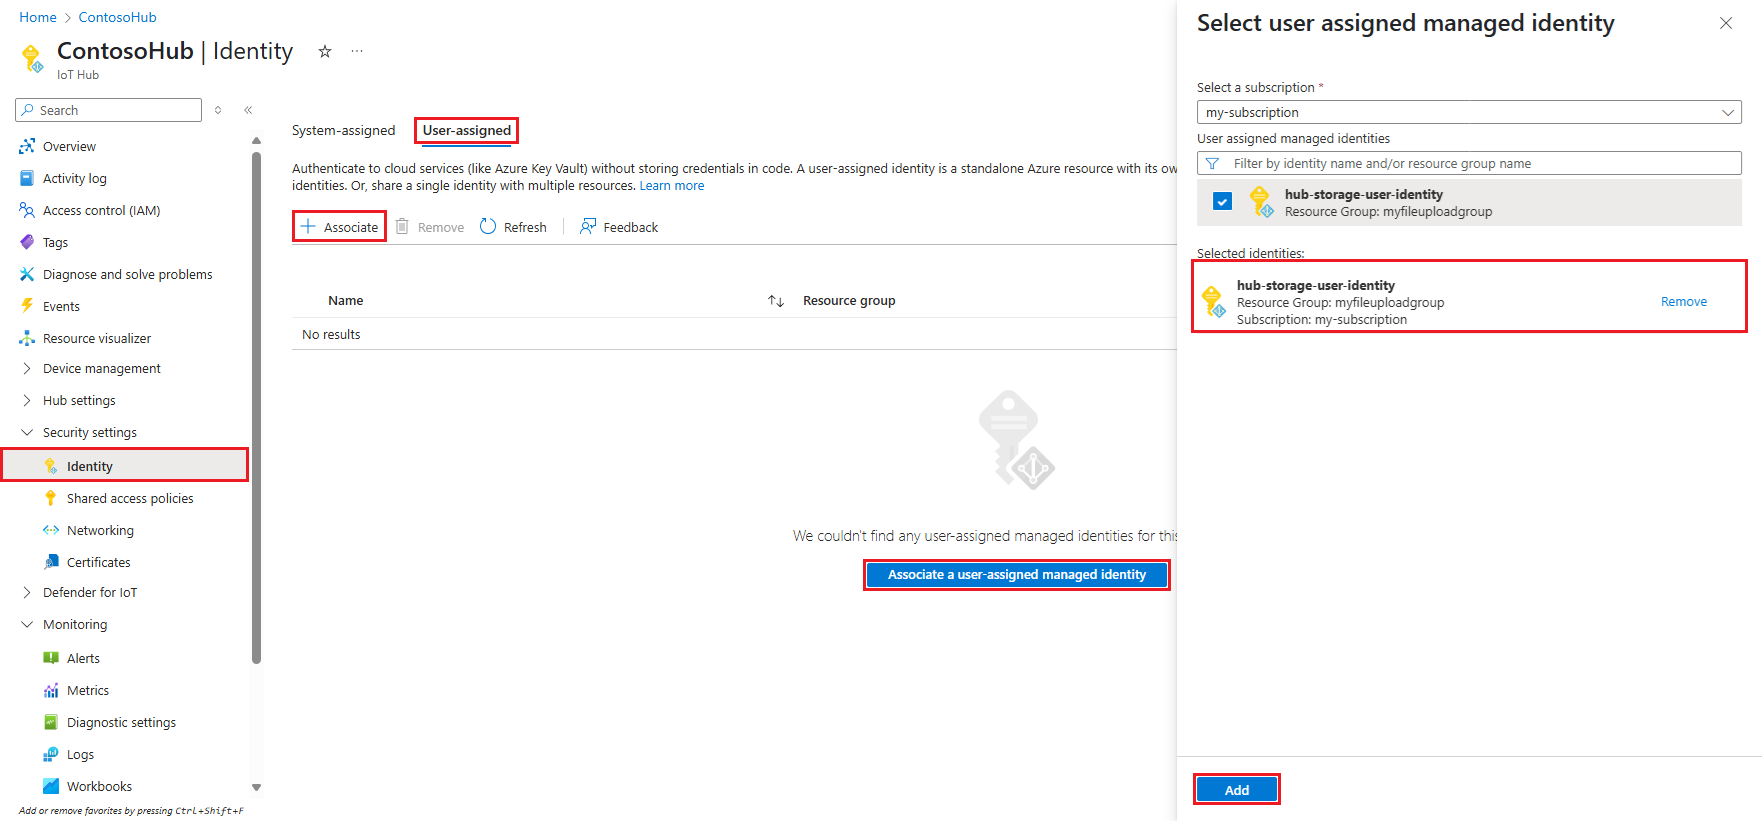 Home > ContosoHub
ContosoHub | Identity
IoT Hub
Search
Overview
Activity log
Access control (IAM)
Tags
Diagnose and solve problems
Events
Resource visualizer
Device management
Hub settings
Security settings
Identity
Shared access policies
Networking
Certificates
Defender for IoT
Monitoring
Alerts
Metrics
Diagnostic settings
Logs
Workbooks
Add or remove favorites by pressing Ctrl+Shift+F
System-assigned User-assigned
Authenticate to cloud services (like Azure Key Vault) without storing credentials in code. A user-assigned identity is a standalone Azure resource with its ow
identities. Or, share a single identity with multiple resources. Learn more
Associate Remove Refresh Feedback
Name Resource group
No results
We couldn't find any user-assigned managed identities for this
Associate a user-assigned managed identity
Select user assigned managed identity
Select a subscription *
my-subscription
User assigned managed identities
Filter by identity name and/or resource group name
hub-storage-user-identity
Resource Group: myfileuploadgroup
Selected identities:
hub-storage-user-identity
Resource Group: myfileuploadgroup
Remove
Subscription: my-subscription
Add